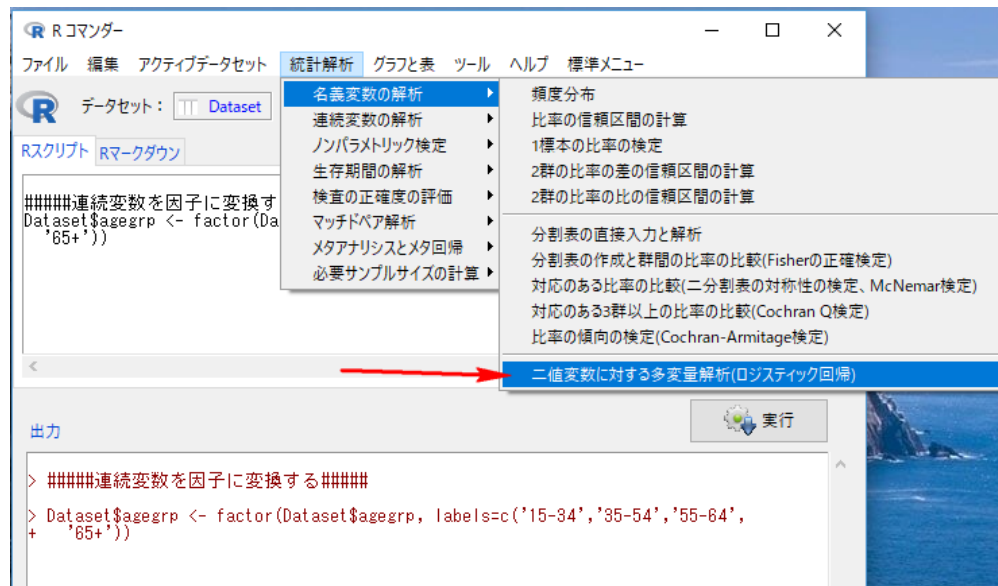 R コマンダー
ファイル 編集 アクティブデータセット 統計解析 グラフと表 ツール ヘルプ 標準メニュー
データセット： Dataset
Rスクリプト Rマークダウン
#####連続変数を因子に変換す
Dataset$agegrp <- factor(Da
'65+'))
名義変数の解析
連続変数の解析
ノンパラメトリック検定
生存期間の解析
検査の正確度の評価
マッチドペア解析
メタアナリシスとメタ回帰
必要サンプルサイズの計算
頻度分布
比率の信頼区間の計算
1標本の比率の検定
2群の比率の差の信頼区間の計算
2群の比率の比の信頼区間の計算
分割表の直接入力と解析
分割表の作成と群間の比率の比較(Fisherの正確検定)
対応のある比率の比較(二分割表の対称性の検定、McNemar検定)
対応のある3群以上の比率の比較(Cochran Q検定)
比率の傾向の検定(Cochran-Armitage検定)
二値変数に対する多変量解析(ロジスティック回帰)
実行
出力
> #####連続変数を因子に変換する#####
> Dataset$agegrp <- factor(Dataset$agegrp, labels=c('15-34','35-54','55-64',
+ '65+'))